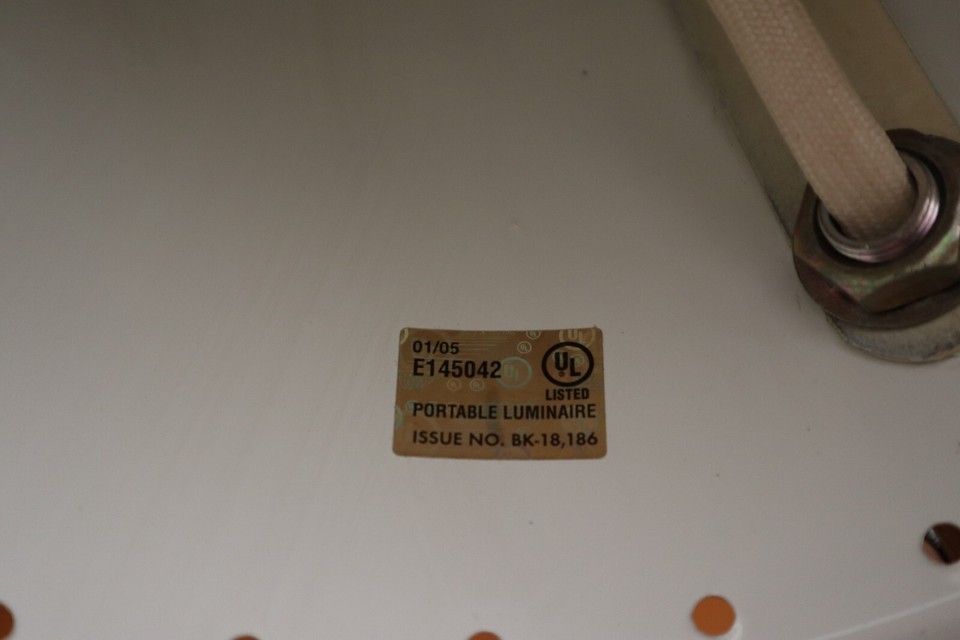 01/05
E145042
UL
LISTED
PORTABLE LUMINAIRE
ISSUE NO. BK-18,186